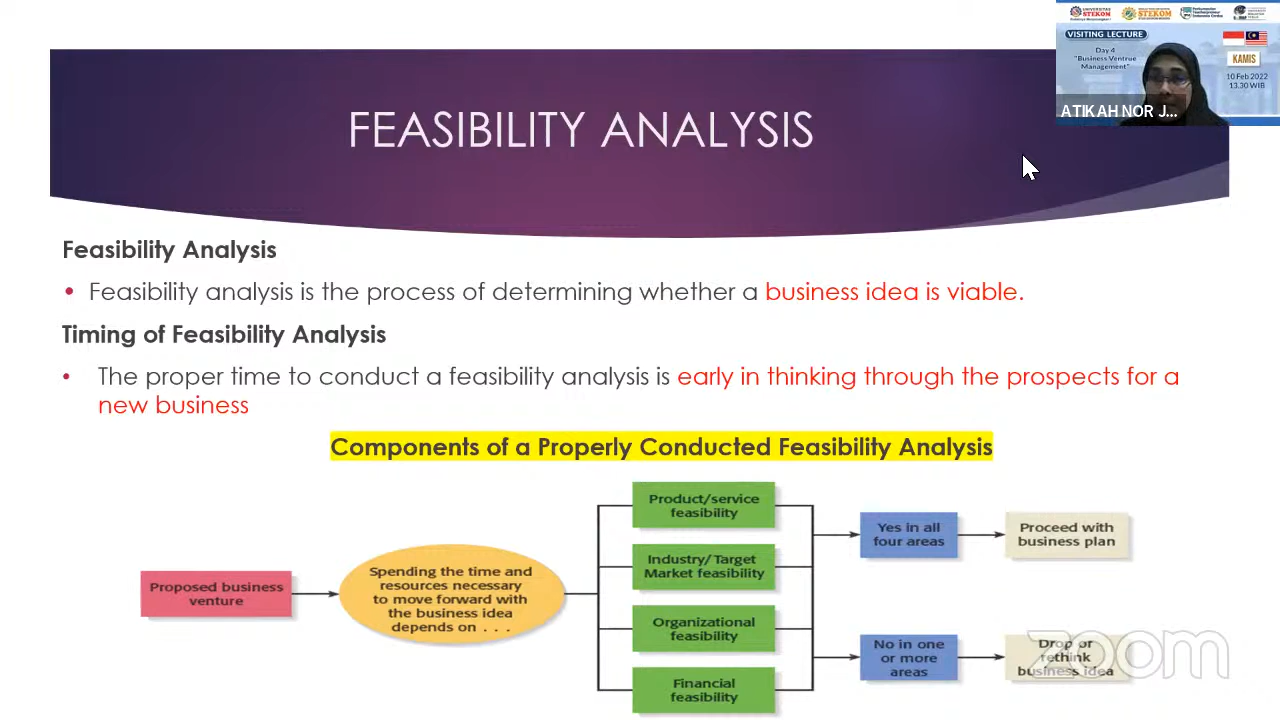 UNIVERSITAS
STEKOM
STEKOM
VISITING LECTURE
Day 4
"Business Ventrue
Management"
KAMIS
10 Feb 2022
13.30 WIB
ATIKAH NOR J...
FEASIBILITY ANALYSIS
Feasibility Analysis
• Feasibility analysis is the process of determining whether a business idea is viable.
Timing of Feasibility Analysis
• The proper time to conduct a feasibility analysis is early in thinking through the prospects for a
new business
Components of a Properly Conducted Feasibility Analysis
Proposed business
venture
Spending the time and
resources necessary
to move forward with
the business idea
depends on . . .
Product/service
feasibility
Industry/Target
Market feasibility
Organizational
feasibility
Financial
feasibility
Yes in all
four areas
Proceed with
business plan
No in one
or more
areas
Drop or
rethink
business idea
zoom